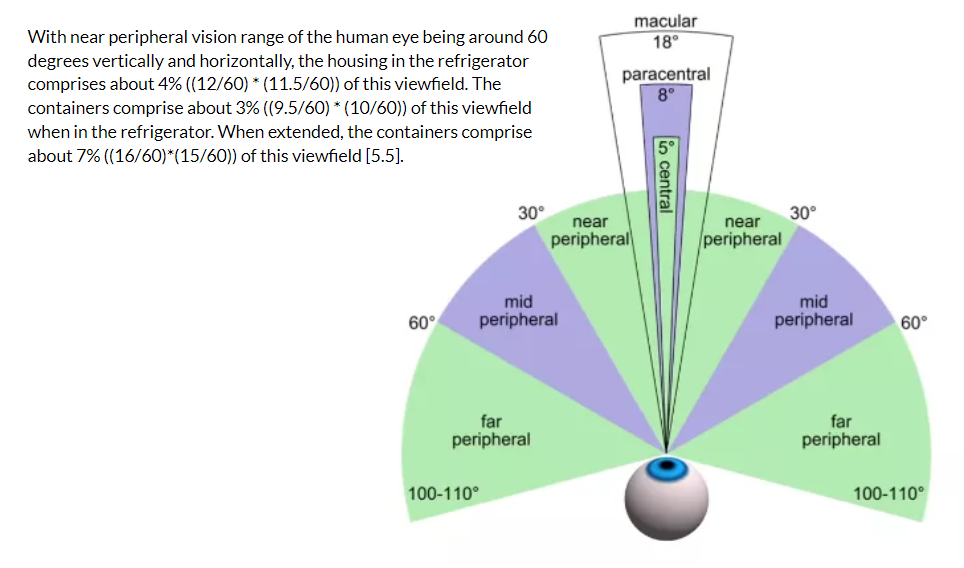 With near peripheral vision range of the human eye being around 60
degrees vertically and horizontally, the housing in the refrigerator
comprises about 4% ((12/60) * (11.5/60)) of this viewfield. The
containers comprise about 3% ((9.5/60) * (10/60)) of this viewfield
when in the refrigerator. When extended, the containers comprise
about 7% ((16/60)*(15/60)) of this viewfield [5.5].
macular
18°
paracentral
8°
5° central
30°
near
peripheral
near
peripheral
30°
60°
mid
peripheral
mid
peripheral
60°
far
peripheral
far
peripheral
100-110°
100-110°